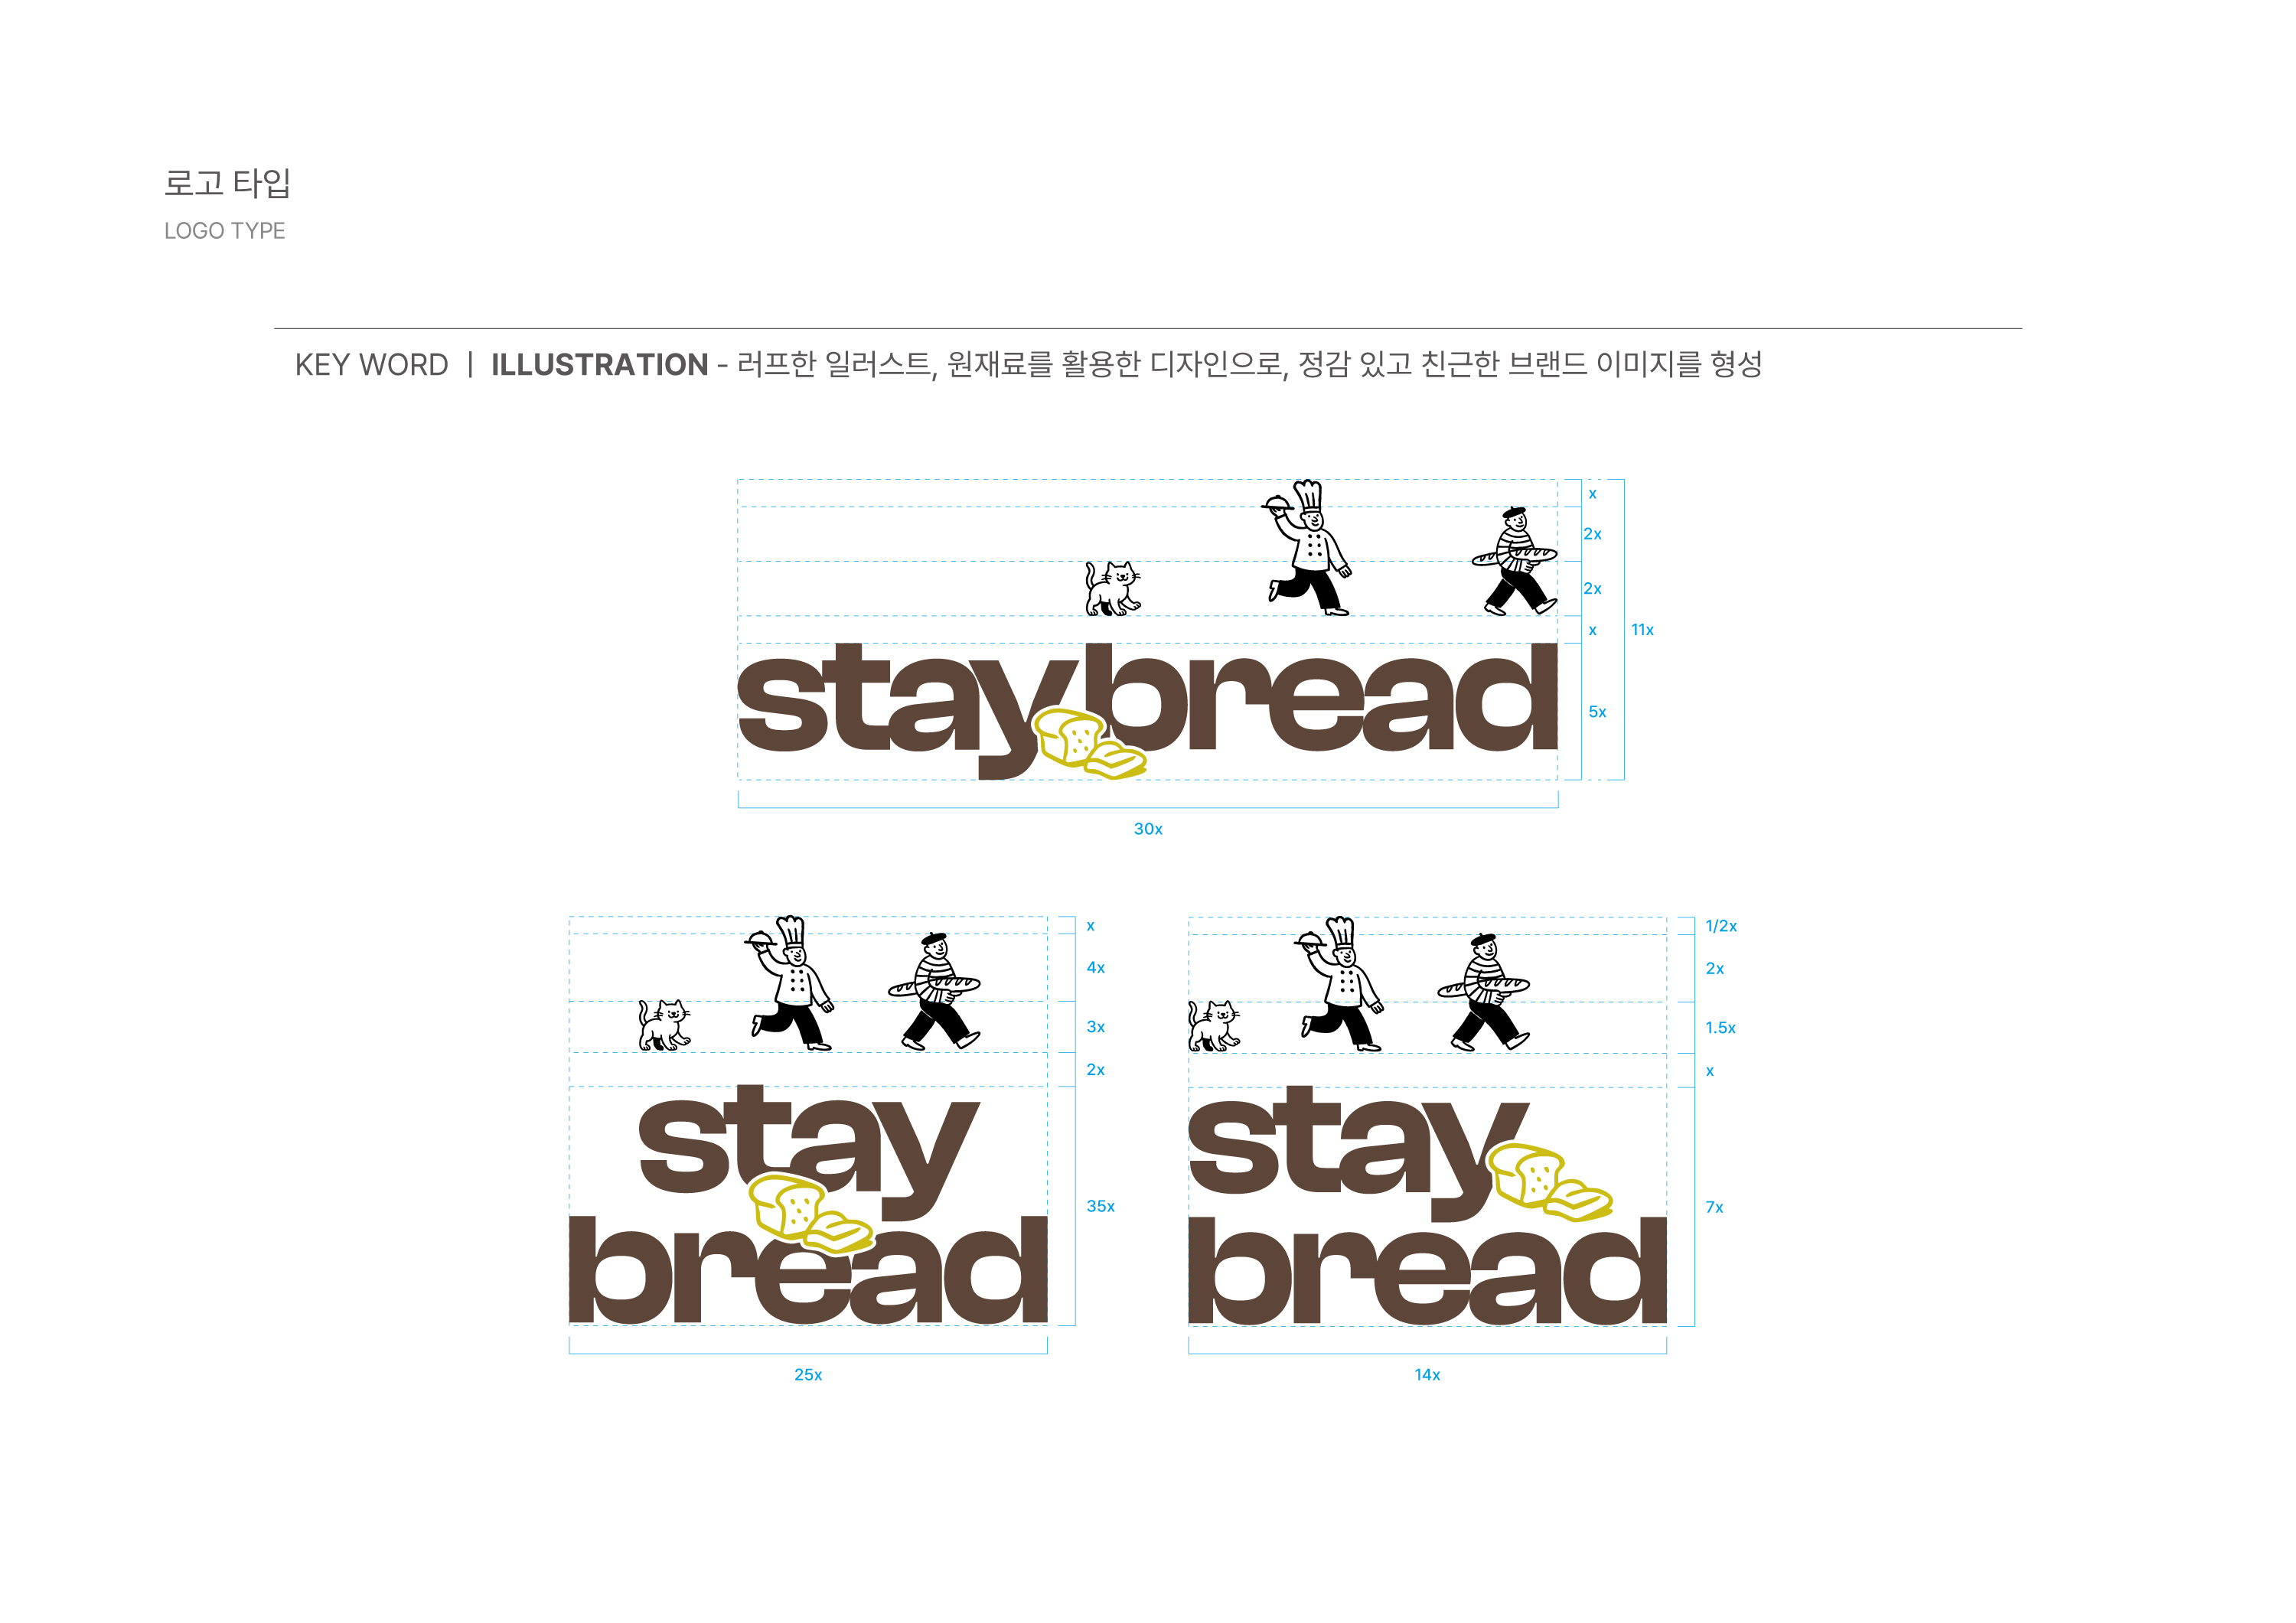 로고 타입
LOGO TYPE
KEY WORD | ILLUSTRATION - 러프한 일러스트, 원재료를 활용한 디자인으로, 정감 있고 친근한 브랜드 이미지를 형성
x
2x
2x
x
11x
5x
staybread
30x
x
4x
3x
2x
35x
stay
bread
25x
1/2x
2x
1.5x
x
7x
stay
bread
14x